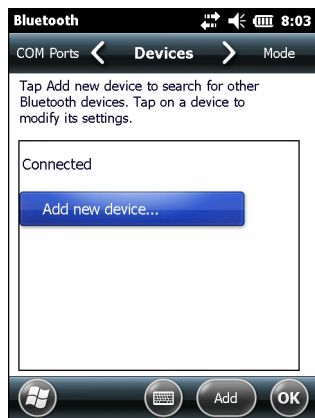 Bluetooth 8:03
COM Ports Devices Mode
Tap Add new device to search for other
Bluetooth devices. Tap on a device to
modify its settings.
Connected
Add new device...
Add OK